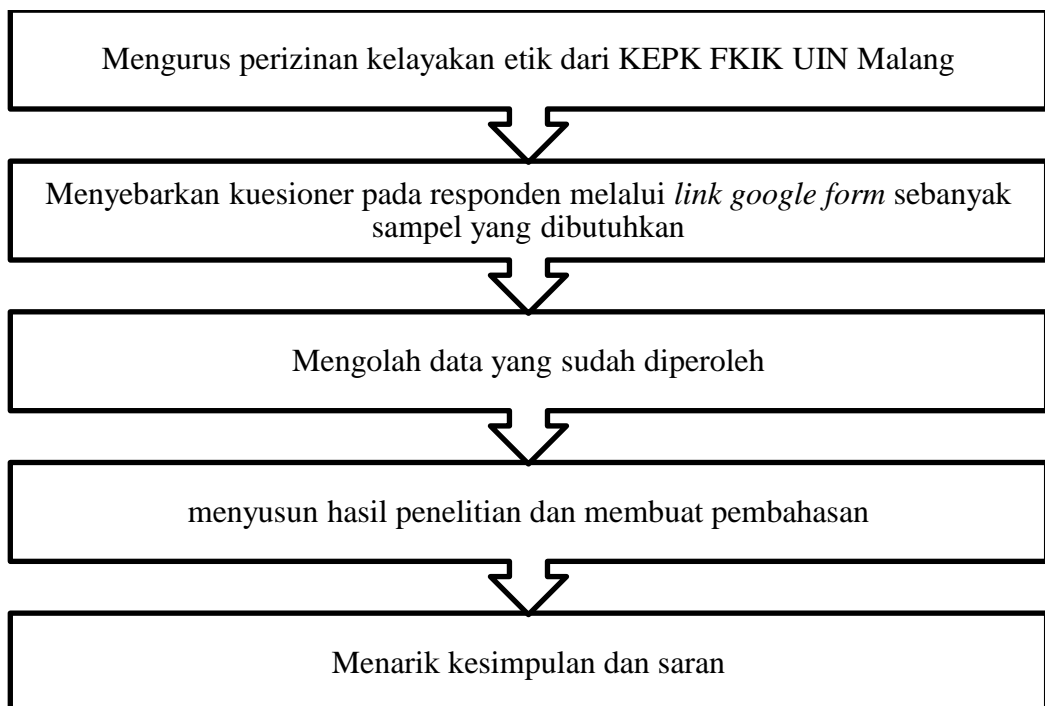 Mengurus perizinan kelayakan etik dari KEPK FKIK UIN Malang
Menyebarkan kuesioner pada responden melalui link google form sebanyak
sampel yang dibutuhkan
Mengolah data yang sudah diperoleh
menyusun hasil penelitian dan membuat pembahasan
Menarik kesimpulan dan saran